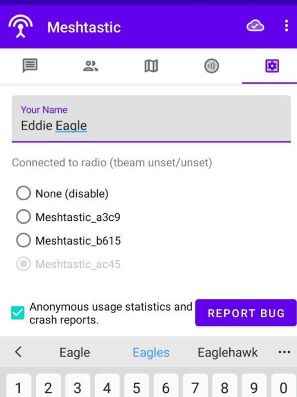 Meshtastic
Your Name
Eddie Eagle
Connected to radio (tbeam unset/unset)
None (disable)
Meshtastic_a3c9
Meshtastic_b615
Meshtastic_ac45
Anonymous usage statistics and
crash reports.
REPORT BUG
Eagle Eagles Eaglehawk
1 2 3 4 5 6 7 8 9 0